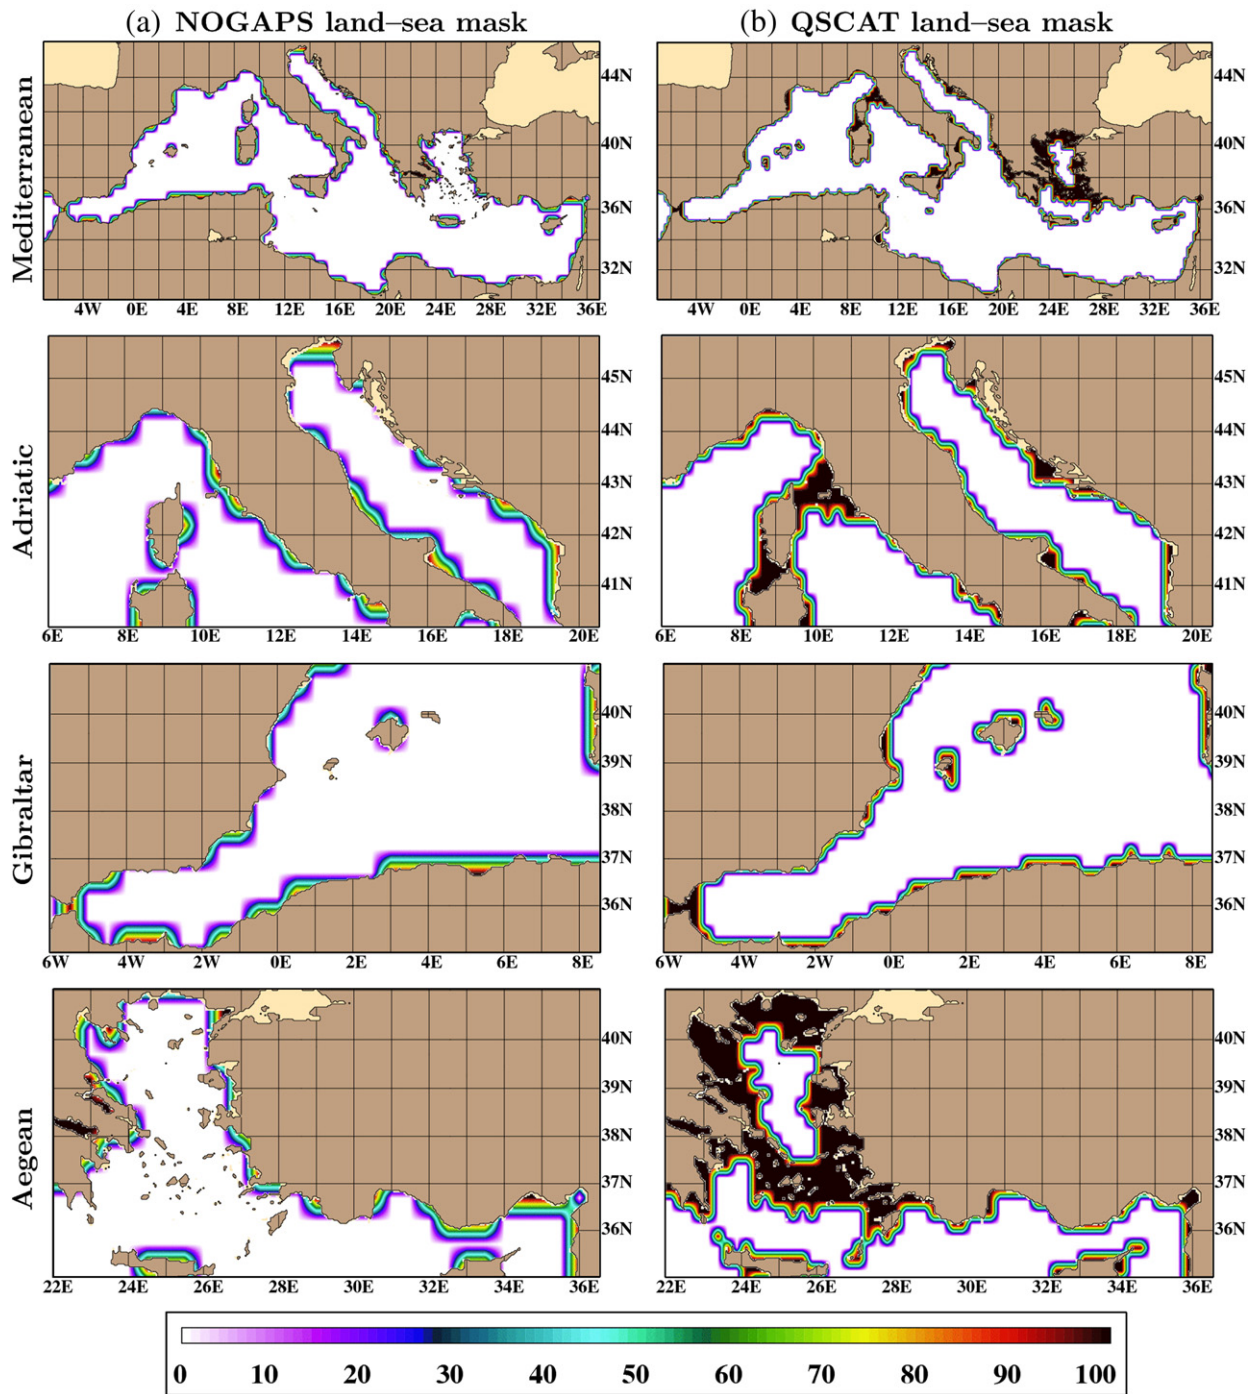 (a) NOGAPS land–sea mask
(b) QSCAT land–sea mask
Mediterranean
44N 40N 36N 32N
44N 40N 36N 32N
4W 0E 4E 8E 12E 16E 20E 24E 28E 32E 36E
4W 0E 4E 8E 12E 16E 20E 24E 28E 32E 36E
Adriatic
45N 44N 43N 42N 41N
45N 44N 43N 42N 41N
6E 8E 10E 12E 14E 16E 18E 20E
6E 8E 10E 12E 14E 16E 18E 20E
Gibraltar
40N 39N 38N 37N 36N
40N 39N 38N 37N 36N
6W 4W 2W 0E 2E 4E 6E 8E
6W 4W 2W 0E 2E 4E 6E 8E
Aegean
40N 39N 38N 37N 36N
40N 39N 38N 37N 36N
22E 24E 26E 28E 30E 32E 34E 36E
22E 24E 26E 28E 30E 32E 34E 36E
0 10 20 30 40 50 60 70 80 90 100